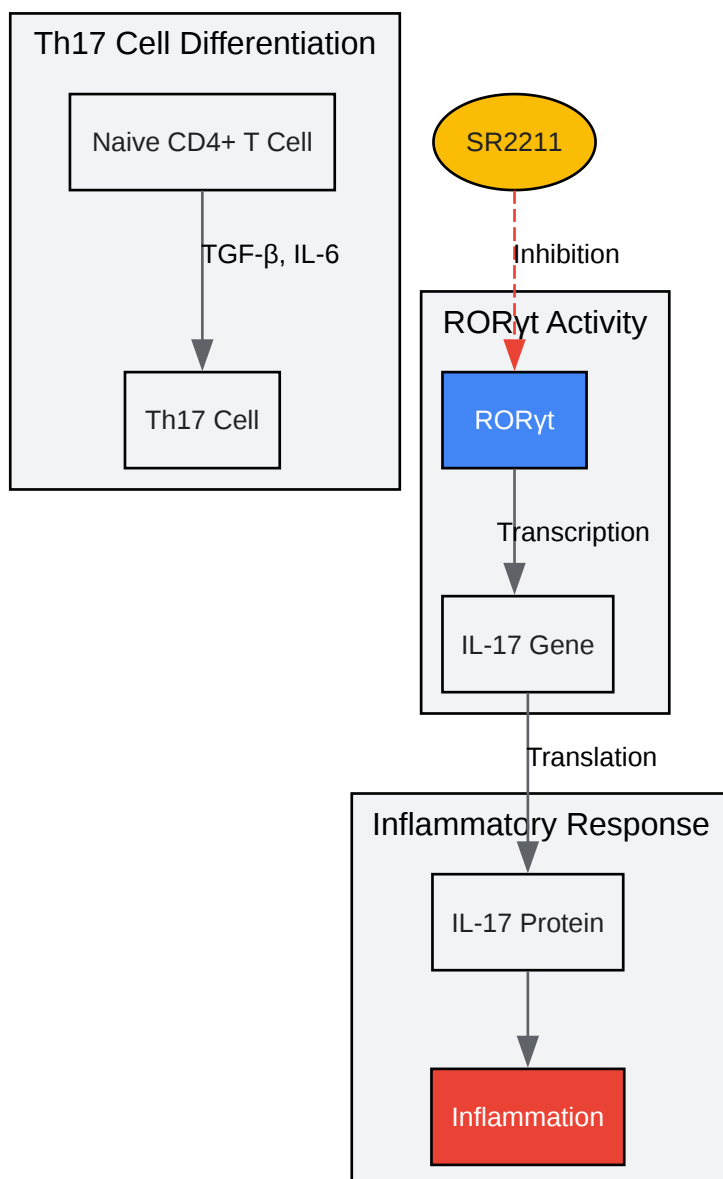 Th17 Cell Differentiation
Naive CD4+ T Cell
TGF-β, IL-6
Th17 Cell
SR2211
Inhibition
RORγt Activity
RORγt
Transcription
IL-17 Gene
Translation
Inflammatory Response
IL-17 Protein
Inflammation